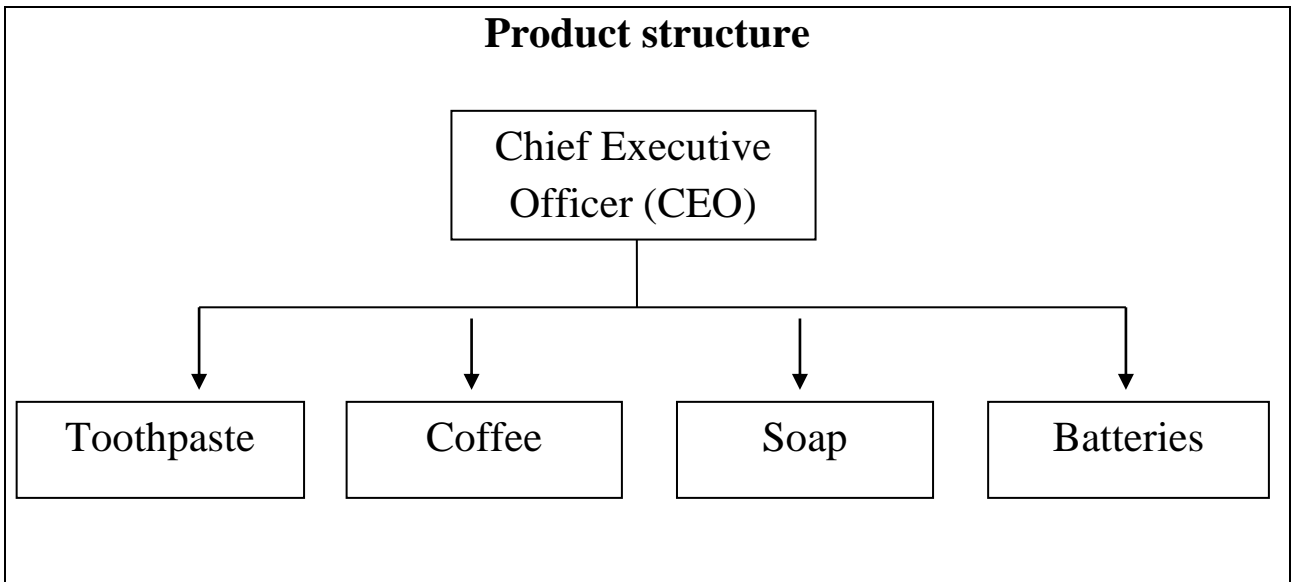 Product structure
Chief Executive
Officer (CEO)
Toothpaste
Coffee
Soap
Batteries